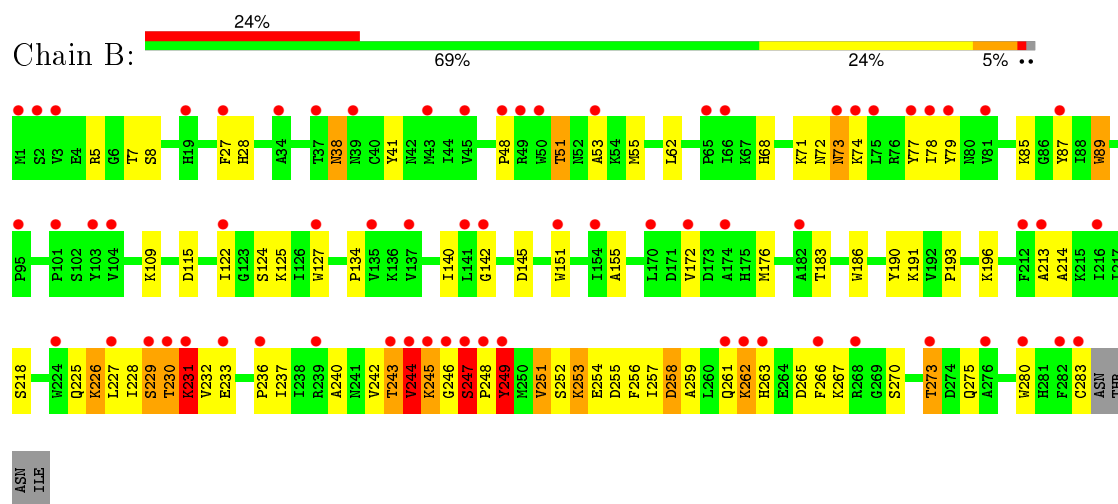 24%
Chain B:
69% 24% 5% ••
M1 S2 V3 E4 R5 G6 T7 S8 H19 F27 H28 A34 T37 N38 N39 C40 Y41 N42 M43 I44 V45 P48 R49 W50 T51 N52 A53 K54 M55 L62 P65 I66 K67 H68 K71 N72 N73 K74 L75 R76 Y77 I78 Y79 N80 V81 K85 G86 Y87 I88 W89
P95 P101 S102 Y103 V104 K109 D115 I122 G123 S124 K125 I126 W127 P134 V135 K136 V137 I140 L141 G142 D145 W151 I154 A155 L170 D171 V172 D173 A174 H175 M176 A182 T183 W186 Y190 K191 V192 P193 K196 F212 A213 A214 K215 I216
S218 W224 Q225 K226 L227 I228 S229 T230 K231 V232 E233 P236 I237 I238 R239 A240 N241 V242 T243 V244 K245 G246 S247 P248 Y249 M250 V251 S252 K253 E254 D255 F256 I257 D258 A259 L260 Q261 K262 H263 E264 D265 F266 K267 R268 G269 S270 T273 D274 Q275 A276 W280 H281 F282 C283 ASN THR
ASN ILE